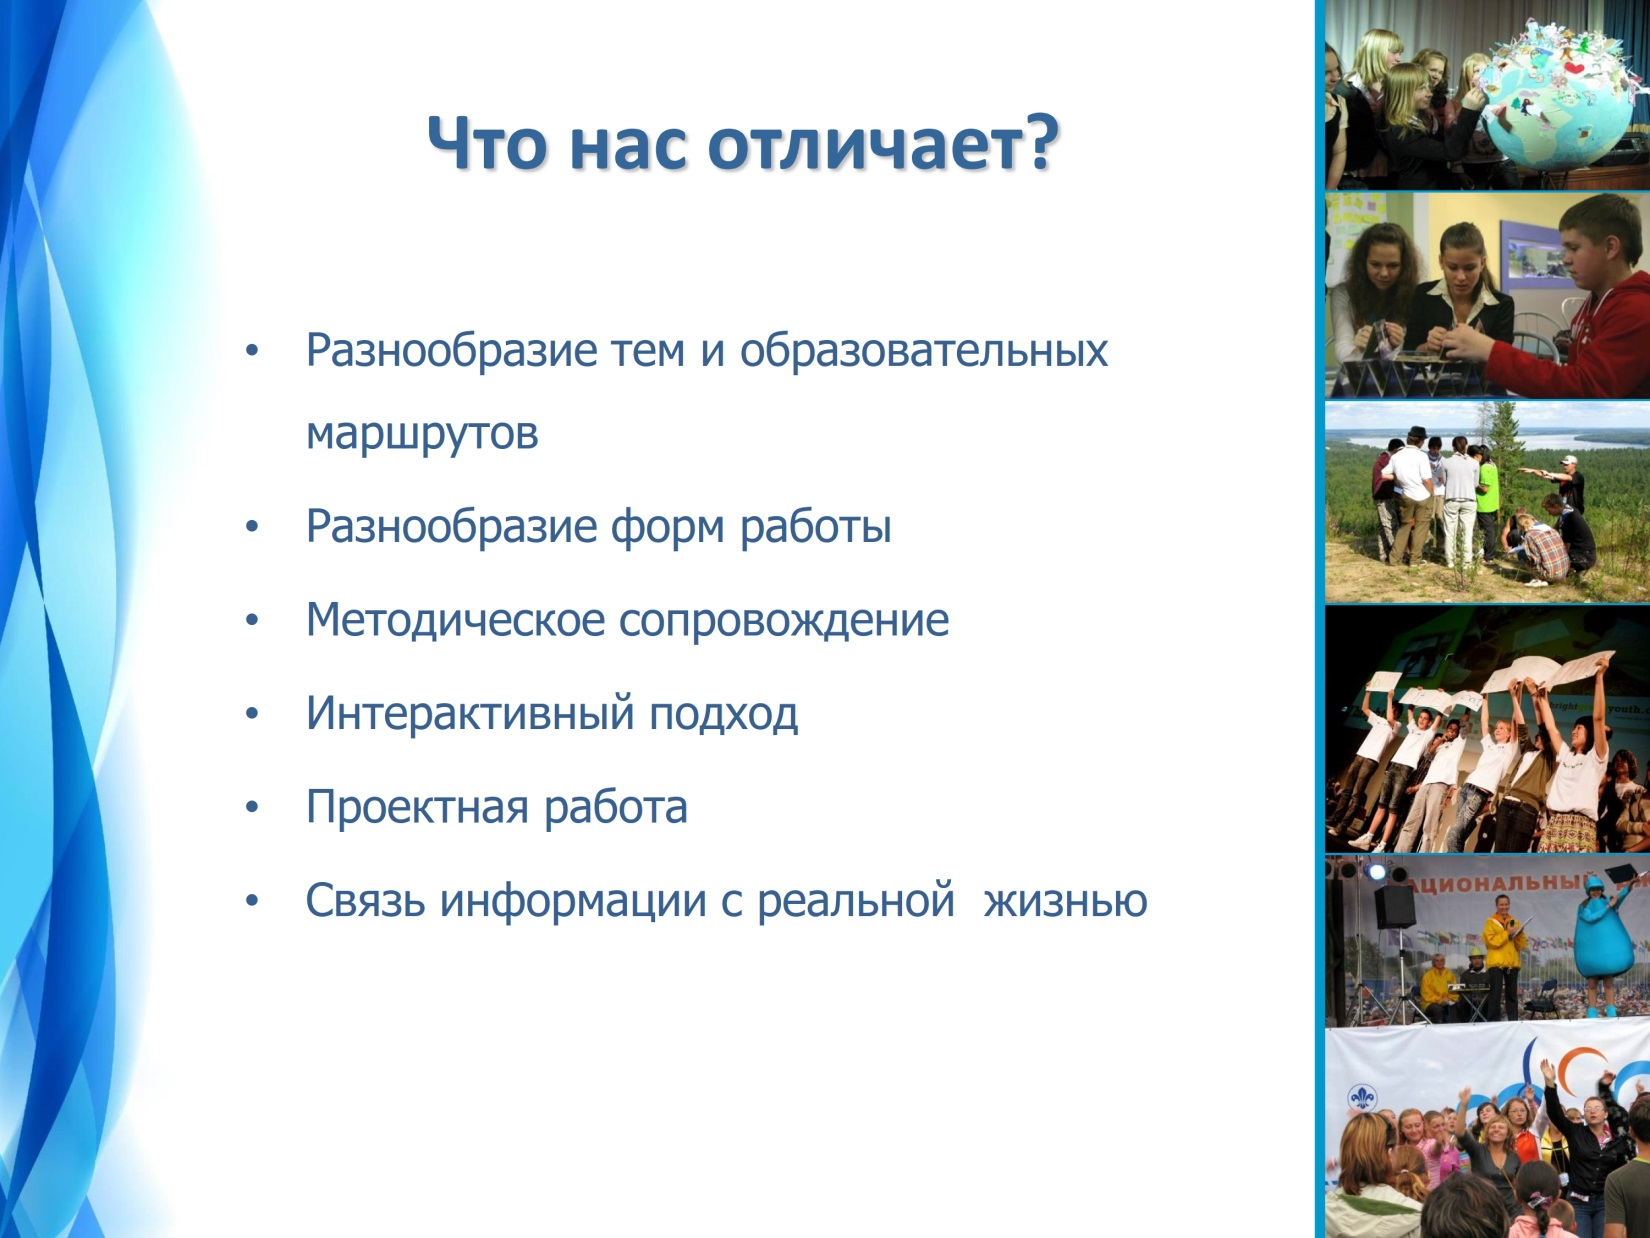 Что нас отличает?
• Разнообразие тем и образовательных
маршрутов
• Разнообразие форм работы
• Методическое сопровождение
• Интерактивный подход
• Проектная работа
• Связь информации с реальной  жизнью